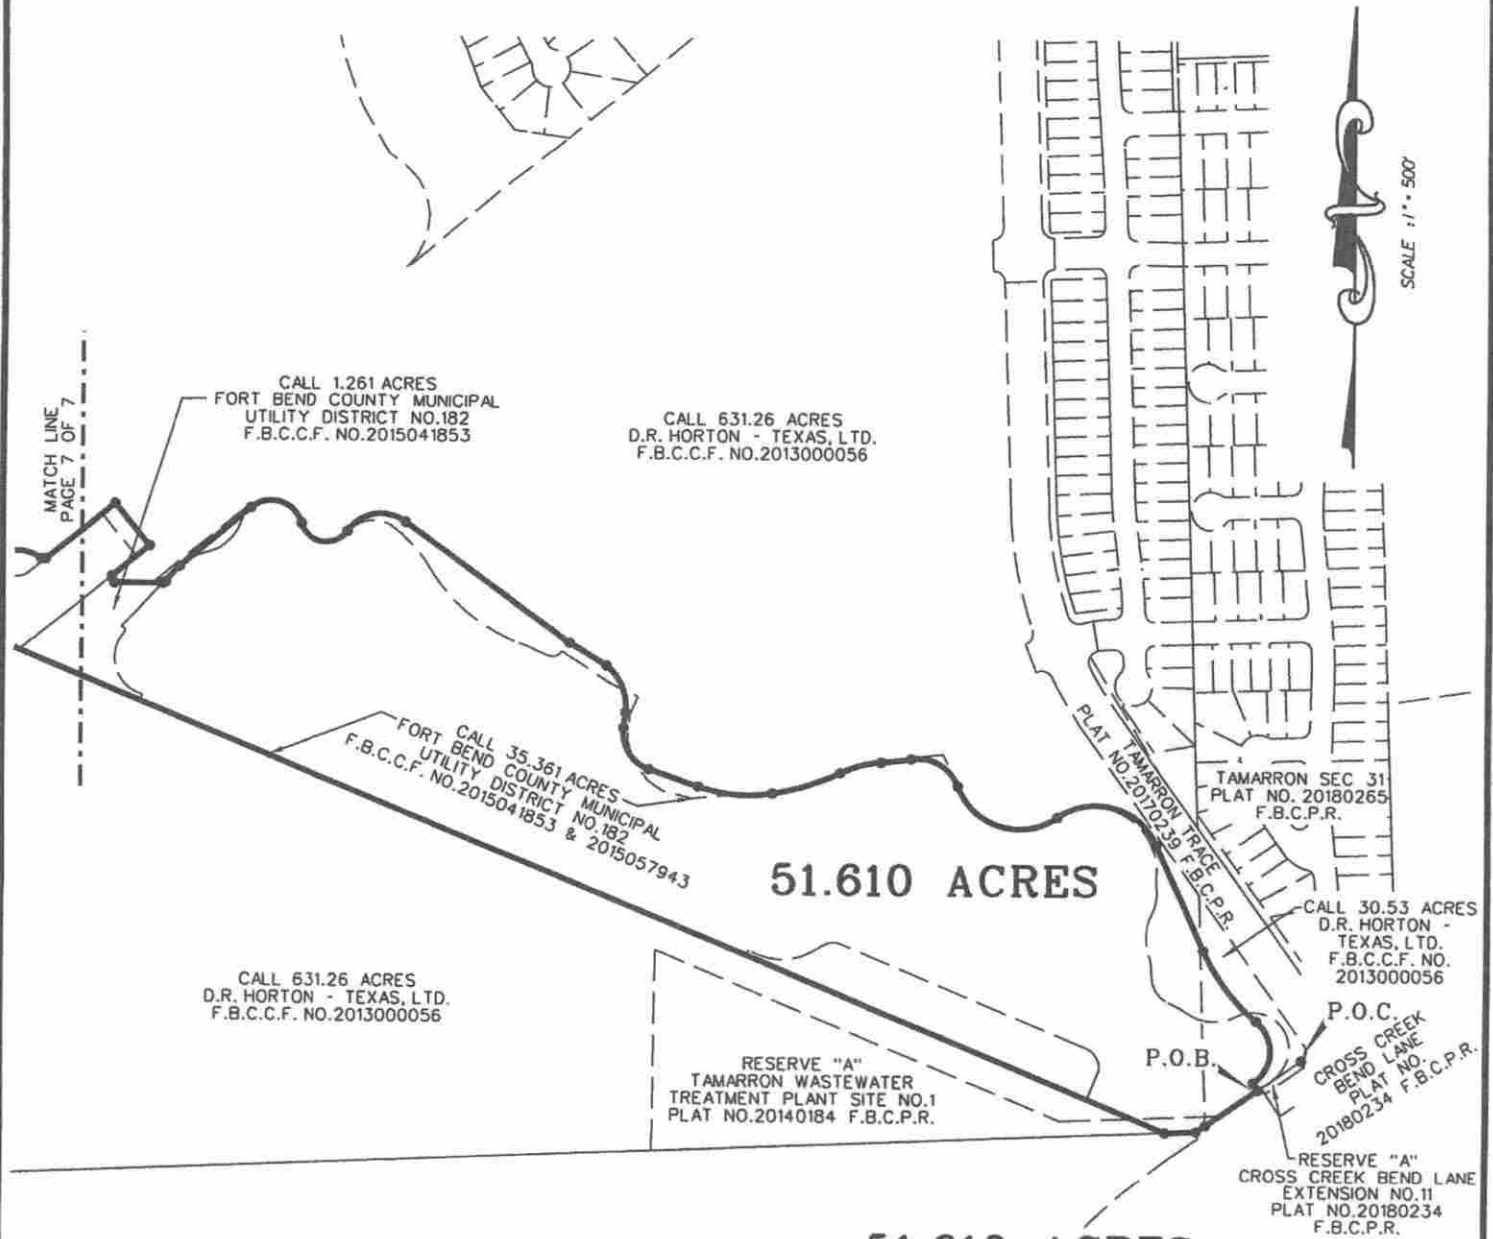 SCALE :1"= 500'
MATCH LINE
PAGE 7 OF 7
CALL 1.261 ACRES
FORT BEND COUNTY MUNICIPAL
UTILITY DISTRICT NO.182
F.B.C.C.F. NO.2015041853
CALL 631.26 ACRES
D.R. HORTON - TEXAS, LTD.
F.B.C.C.F. NO.2013000056
CALL 35.361 ACRES
FORT BEND COUNTY MUNICIPAL
UTILITY DISTRICT NO.182
F.B.C.C.F. NO.2015041853 & 2015057943
TAMARRON TRACE
PLAT NO.20170239 F.B.C.P.R.
TAMARRON SEC 31
PLAT NO. 20180265
F.B.C.P.R.
51.610 ACRES
CALL 30.53 ACRES
D.R. HORTON -
TEXAS, LTD.
F.B.C.C.F. NO.
2013000056
CALL 631.26 ACRES
D.R. HORTON - TEXAS, LTD.
F.B.C.C.F. NO.2013000056
P.O.C.
P.O.B.
CROSS CREEK
BEND LANE
PLAT NO.
20180234 F.B.C.P.R.
RESERVE "A"
TAMARRON WASTEWATER
TREATMENT PLANT SITE NO.1
PLAT NO.20140184 F.B.C.P.R.
RESERVE "A"
CROSS CREEK BEND LANE
EXTENSION NO.11
PLAT NO.20180234
F.B.C.P.R.